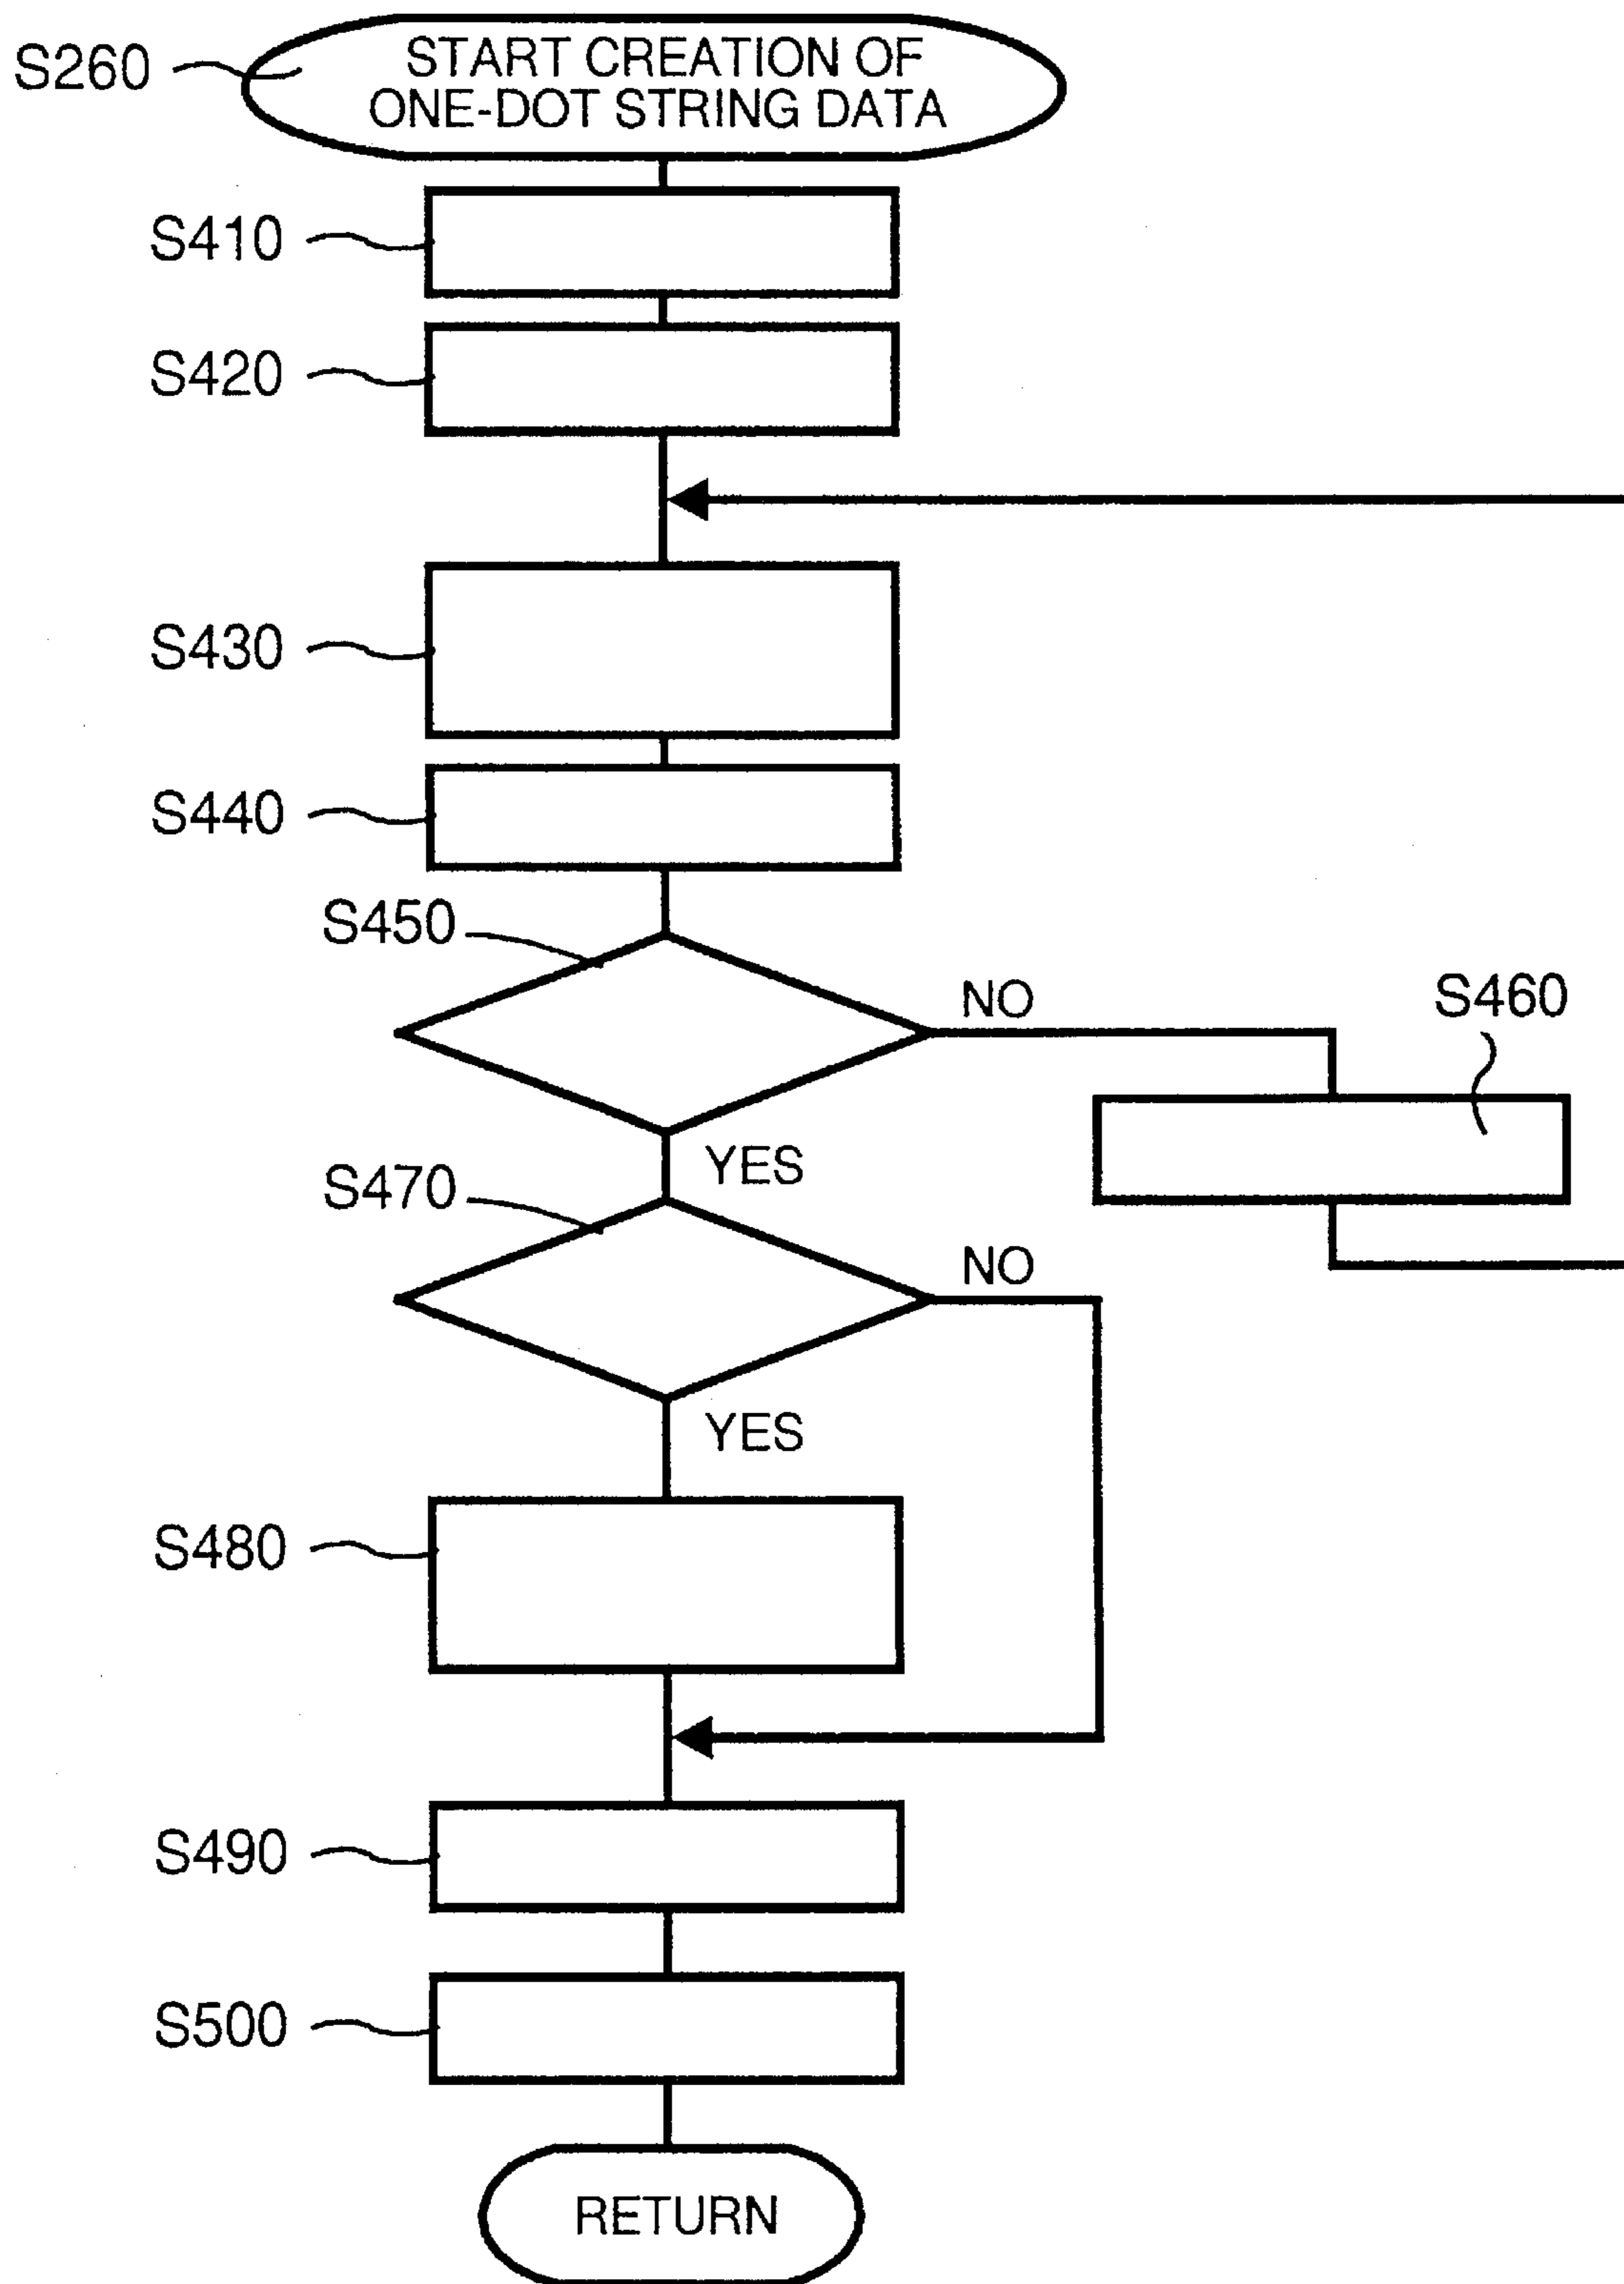 S260
START CREATION OF
ONE-DOT STRING DATA
S410
S420
S430
S440
S450
NO
S460
YES
S470
NO
YES
S480
S490
S500
RETURN